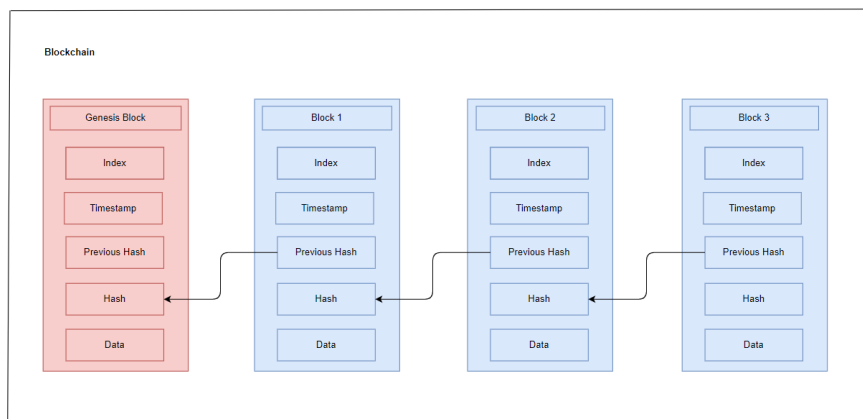 Blockchain
Genesis Block
Index
Timestamp
Previous Hash
Hash
Data
Block 1
Index
Timestamp
Previous Hash
Hash
Data
Block 2
Index
Timestamp
Previous Hash
Hash
Data
Block 3
Index
Timestamp
Previous Hash
Hash
Data